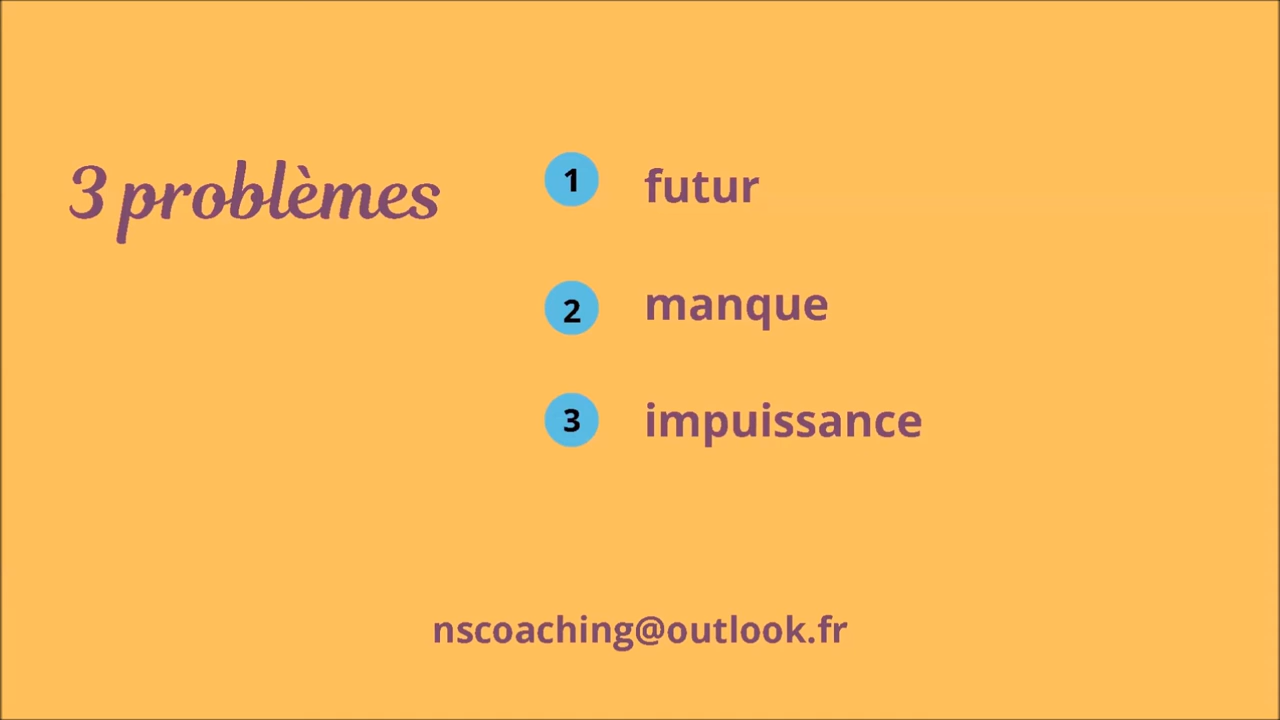 3 problèmes
1 futur
2 manque
3 impuissance
nscoaching@outlook.fr